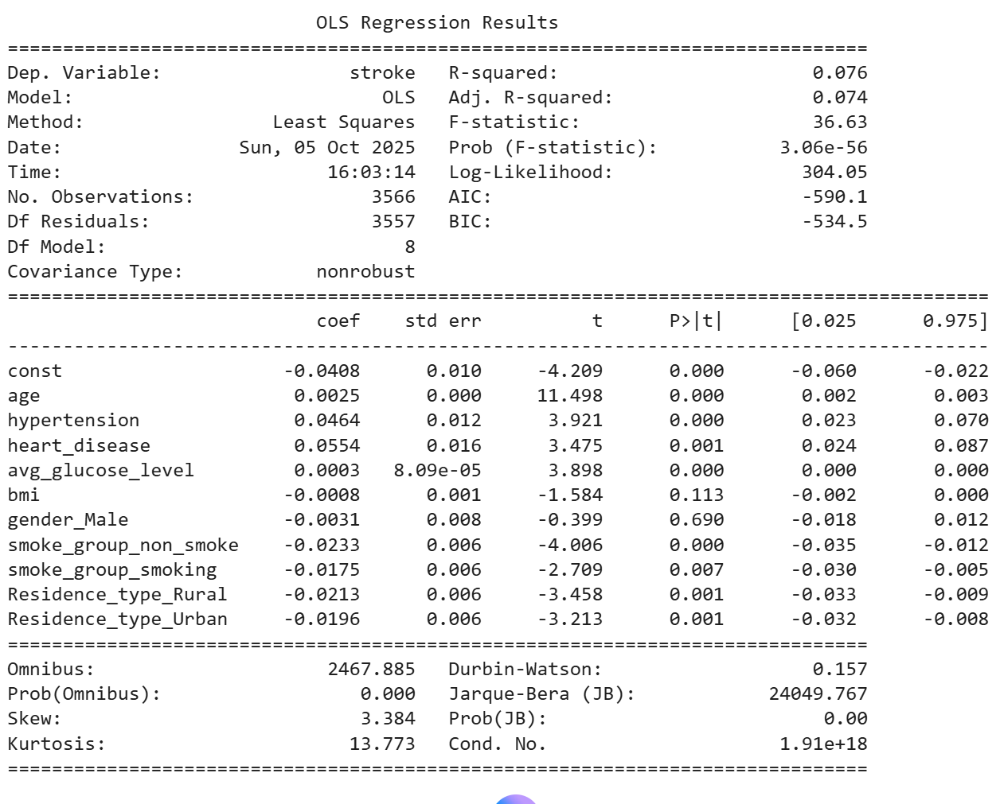 OLS Regression Results
==============================================================================
Dep. Variable:                 stroke   R-squared:                       0.076
Model:                            OLS   Adj. R-squared:                  0.074
Method:                 Least Squares   F-statistic:                     36.63
Date:                Sun, 05 Oct 2025   Prob (F-statistic):           3.06e-56
Time:                        16:03:14   Log-Likelihood:                 304.05
No. Observations:                3566   AIC:                            -590.1
Df Residuals:                    3557   BIC:                            -534.5
Df Model:                           8
Covariance Type:            nonrobust
=========================================================================================
                            coef    std err          t      P>|t|      [0.025      0.975]
-----------------------------------------------------------------------------------------
const                    -0.0408      0.010     -4.209      0.000      -0.060      -0.022
age                       0.0025      0.000     11.498      0.000       0.002       0.003
hypertension              0.0464      0.012      3.921      0.000       0.023       0.070
heart_disease             0.0554      0.016      3.475      0.001       0.024       0.087
avg_glucose_level         0.0003   8.09e-05      3.898      0.000       0.000       0.000
bmi                      -0.0008      0.001     -1.584      0.113      -0.002       0.000
gender_Male              -0.0031      0.008     -0.399      0.690      -0.018       0.012
smoke_group_non_smoke    -0.0233      0.006     -4.006      0.000      -0.035      -0.012
smoke_group_smoking      -0.0175      0.006     -2.709      0.007      -0.030      -0.005
Residence_type_Rural     -0.0213      0.006     -3.458      0.001      -0.033      -0.009
Residence_type_Urban     -0.0196      0.006     -3.213      0.001      -0.032      -0.008
==============================================================================
Omnibus:                     2467.885   Durbin-Watson:                   0.157
Prob(Omnibus):                  0.000   Jarque-Bera (JB):            24049.767
Skew:                           3.384   Prob(JB):                         0.00
Kurtosis:                      13.773   Cond. No.                     1.91e+18
==============================================================================